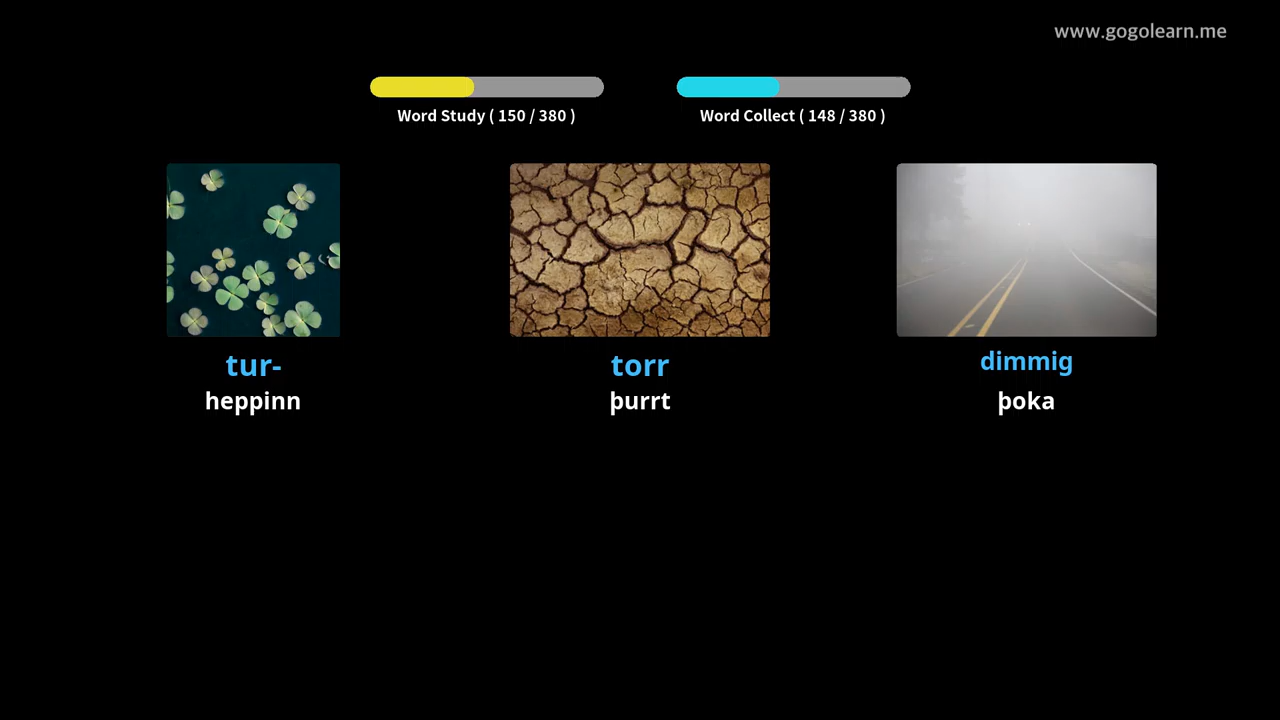 www.gogolearn.me
Word Study ( 150 / 380 )
Word Collect ( 148 / 380 )
tur-
heppinn
torr
þurrt
dimmig
þoka